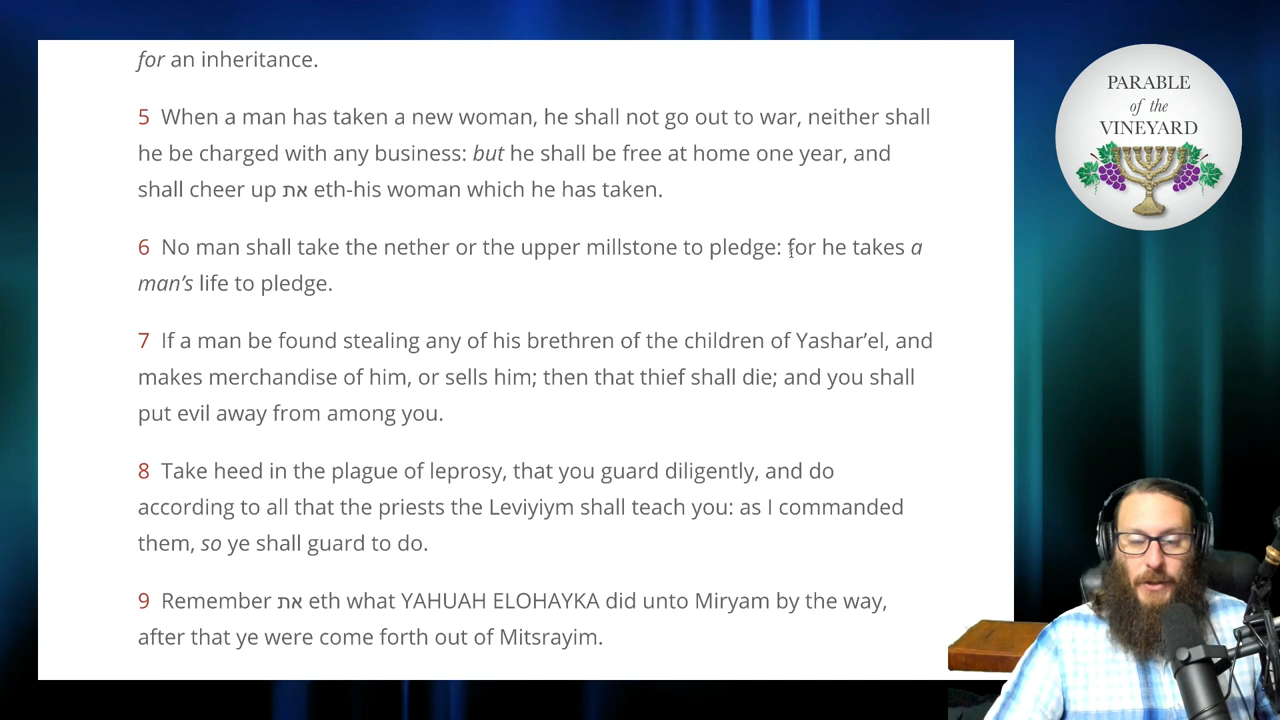 for an inheritance.
5 When a man has taken a new woman, he shall not go out to war, neither shall
he be charged with any business: but he shall be free at home one year, and
shall cheer up את eth-his woman which he has taken.
6 No man shall take the nether or the upper millstone to pledge: for he takes a
man’s life to pledge.
7 If a man be found stealing any of his brethren of the children of Yashar’el, and
makes merchandise of him, or sells him; then that thief shall die; and you shall
put evil away from among you.
8 Take heed in the plague of leprosy, that you guard diligently, and do
according to all that the priests the Leviyiym shall teach you: as I commanded
them, so ye shall guard to do.
9 Remember את eth what YAHUAH ELOHAYKA did unto Miryam by the way,
after that ye were come forth out of Mitsrayim.
PARABLE
of the
VINEYARD